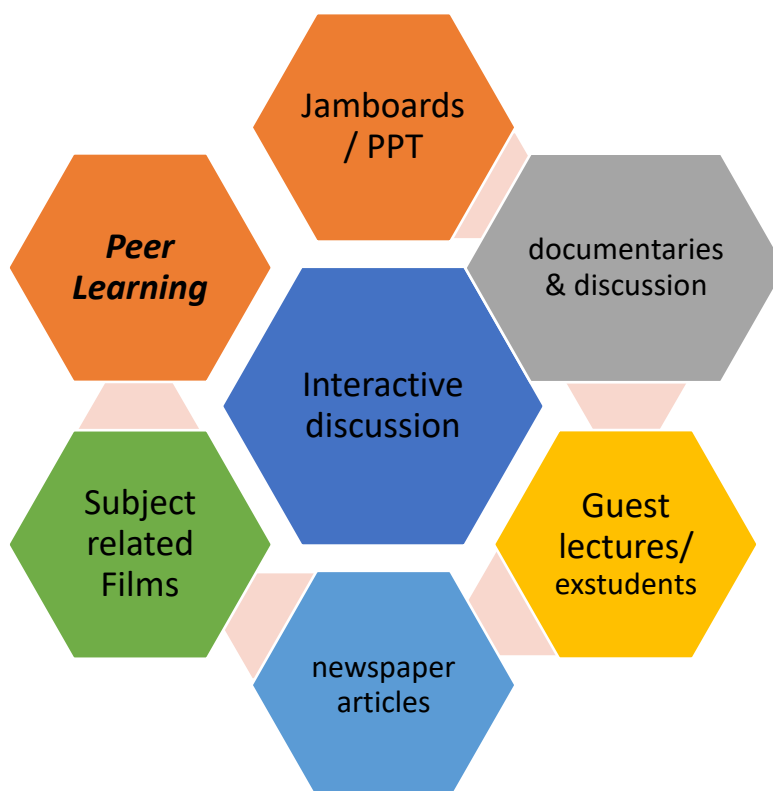 Jamboards
/ PPT
documentaries
& discussion
Peer
Learning
Interactive
discussion
Guest
lectures/
exstudents
Subject
related
Films
newspaper
articles